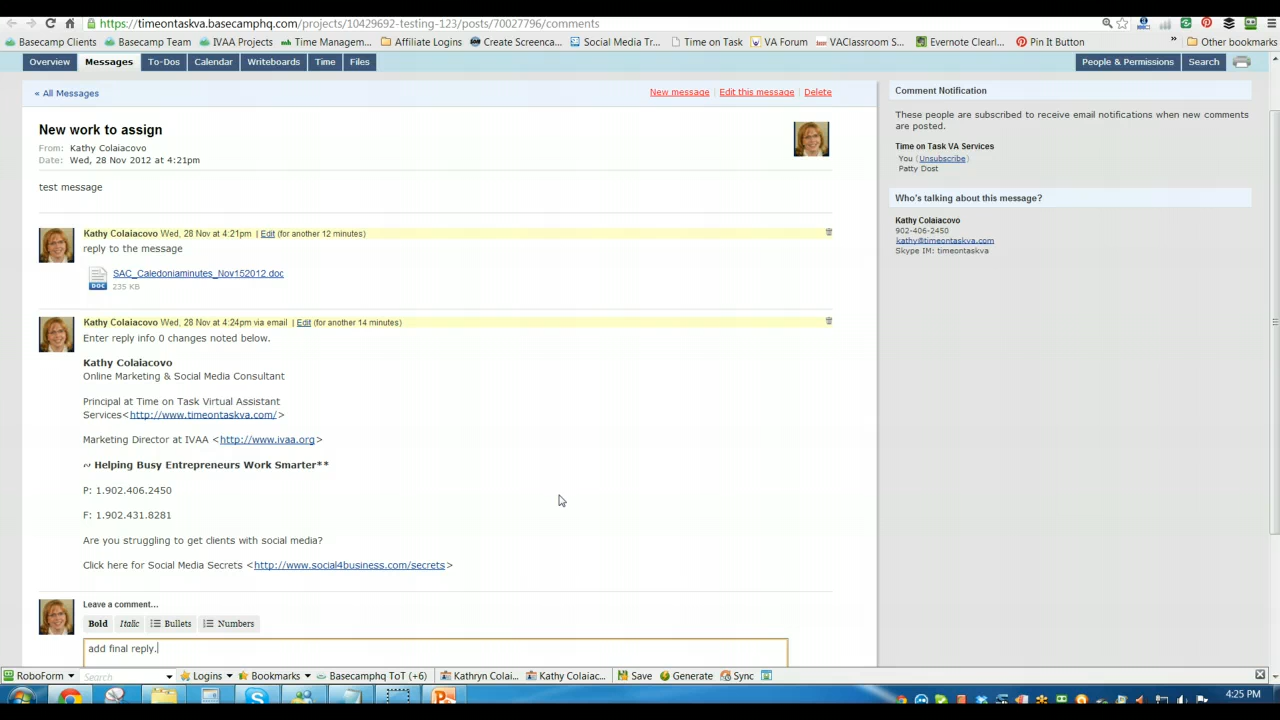 https://timeontaskva.basecamphq.com/projects/10429692-testing-123/posts/70027796/comments
Basecamp Clients Basecamp Team IVAA Projects Time Managem... Affiliate Logins Create Screenca... Social Media Tr... Time on Task VA Forum VAClassroom S... Evernote Clearl... Pin It Button » Other bookmarks
Overview Messages To-Dos Calendar Writeboards Time Files People & Permissions Search
« All Messages New message | Edit this message | Delete
New work to assign
From: Kathy Colaiacovo
Date: Wed, 28 Nov 2012 at 4:21pm
test message
Kathy Colaiacovo Wed, 28 Nov at 4:21pm | Edit (for another 12 minutes)
reply to the message
SAC_Caledoniaminutes_Nov152012.doc
DOC 235 KB
Kathy Colaiacovo Wed, 28 Nov at 4:24pm via email | Edit (for another 14 minutes)
Enter reply info 0 changes noted below.
Kathy Colaiacovo
Online Marketing & Social Media Consultant
Principal at Time on Task Virtual Assistant
Services<http://www.timeontaskva.com/>
Marketing Director at IVAA <http://www.ivaa.org>
~ Helping Busy Entrepreneurs Work Smarter**
P: 1.902.406.2450
F: 1.902.431.8281
Are you struggling to get clients with social media?
Click here for Social Media Secrets <http://www.social4business.com/secrets>
Leave a comment...
Bold Italic Bullets Numbers
add final reply.
Comment Notification
These people are subscribed to receive email notifications when new comments
are posted.
Time on Task VA Services
You (Unsubscribe)
Patty Dost
Who's talking about this message?
Kathy Colaiacovo
902-406-2450
kathy@timeontaskva.com
Skype IM: timeontaskva
RoboForm Search Logins Bookmarks Basecamphq ToT (+6) Kathryn Colai... Kathy Colaiac... Save Generate Sync
4:25 PM